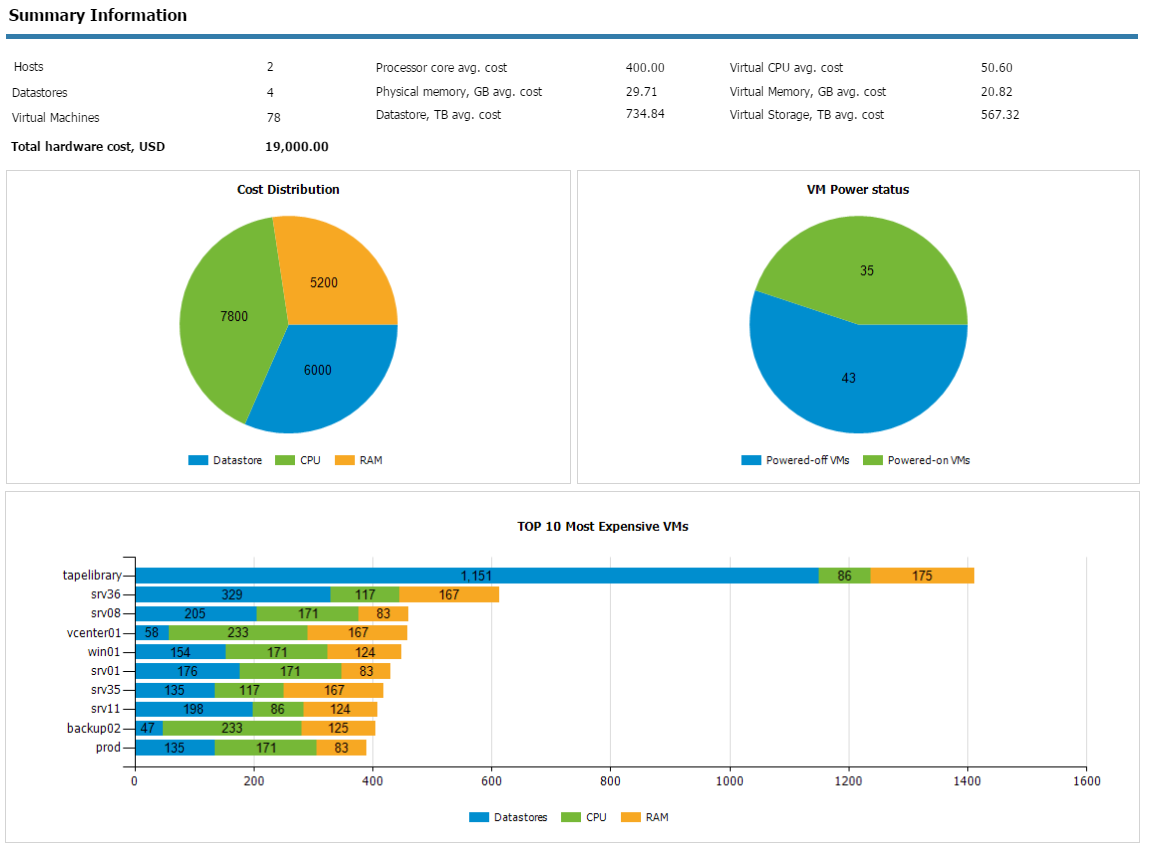 Summary Information
Hosts 2 Processor core avg. cost 400.00 Virtual CPU avg. cost 50.60
Datastores 4 Physical memory, GB avg. cost 29.71 Virtual Memory, GB avg. cost 20.82
Virtual Machines 78 Datastore, TB avg. cost 734.84 Virtual Storage, TB avg. cost 567.32
Total hardware cost, USD 19,000.00
Cost Distribution
5200
7800
6000
Datastore CPU RAM
VM Power status
35
43
Powered-off VMs Powered-on VMs
TOP 10 Most Expensive VMs
tapelibrary 1,151 86 175
srv36 329 117 167
srv08 205 171 83
vcenter01 58 233 167
win01 154 171 124
srv01 176 171 83
srv35 135 117 167
srv11 198 86 124
backup02 47 233 125
prod 135 171 83
0 200 400 600 800 1000 1200 1400 1600
Datastores CPU RAM